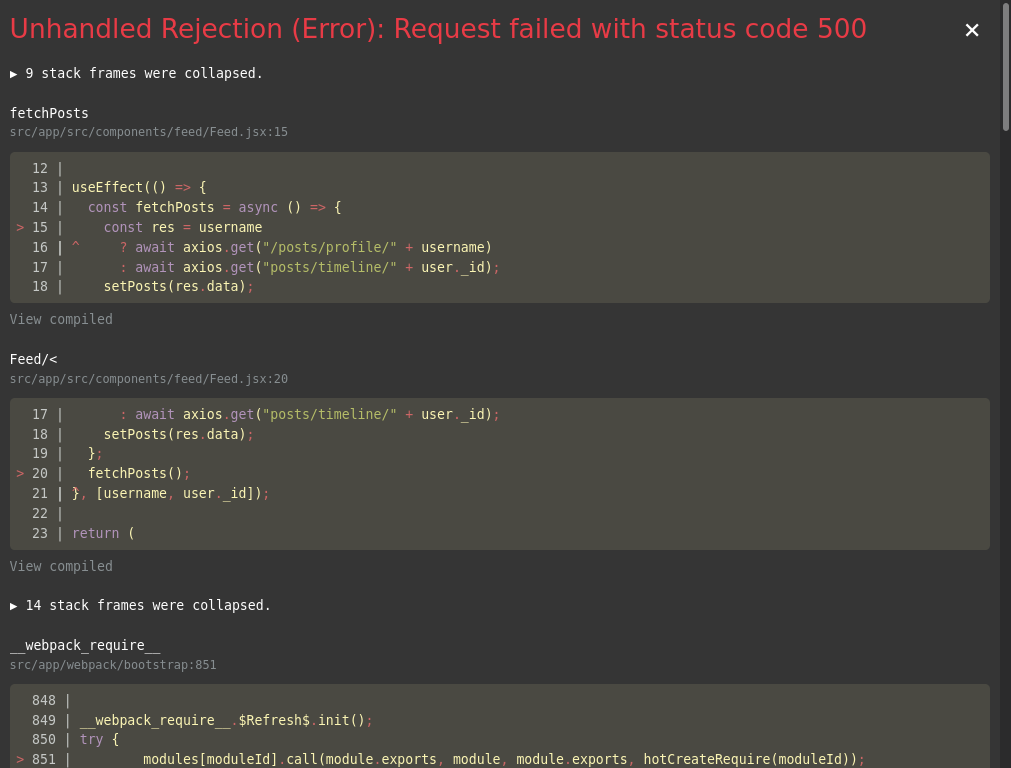 Unhandled Rejection (Error): Request failed with status code 500
✕
▶ 9 stack frames were collapsed.
fetchPosts
src/app/src/components/feed/Feed.jsx:15
  12 |
  13 | useEffect(() => {
  14 |   const fetchPosts = async () => {
> 15 |     const res = username
  16 | ^     ? await axios.get("/posts/profile/" + username)
  17 |       : await axios.get("posts/timeline/" + user._id);
  18 |     setPosts(res.data);
View compiled
Feed/<
src/app/src/components/feed/Feed.jsx:20
  17 |       : await axios.get("posts/timeline/" + user._id);
  18 |     setPosts(res.data);
  19 |   };
> 20 |   fetchPosts();
  21 | }, [username, user._id]);
  22 |
  23 | return (
View compiled
▶ 14 stack frames were collapsed.
__webpack_require__
src/app/webpack/bootstrap:851
  848 |
  849 | __webpack_require__.$Refresh$.init();
  850 | try {
> 851 |         modules[moduleId].call(module.exports, module, module.exports, hotCreateRequire(moduleId));